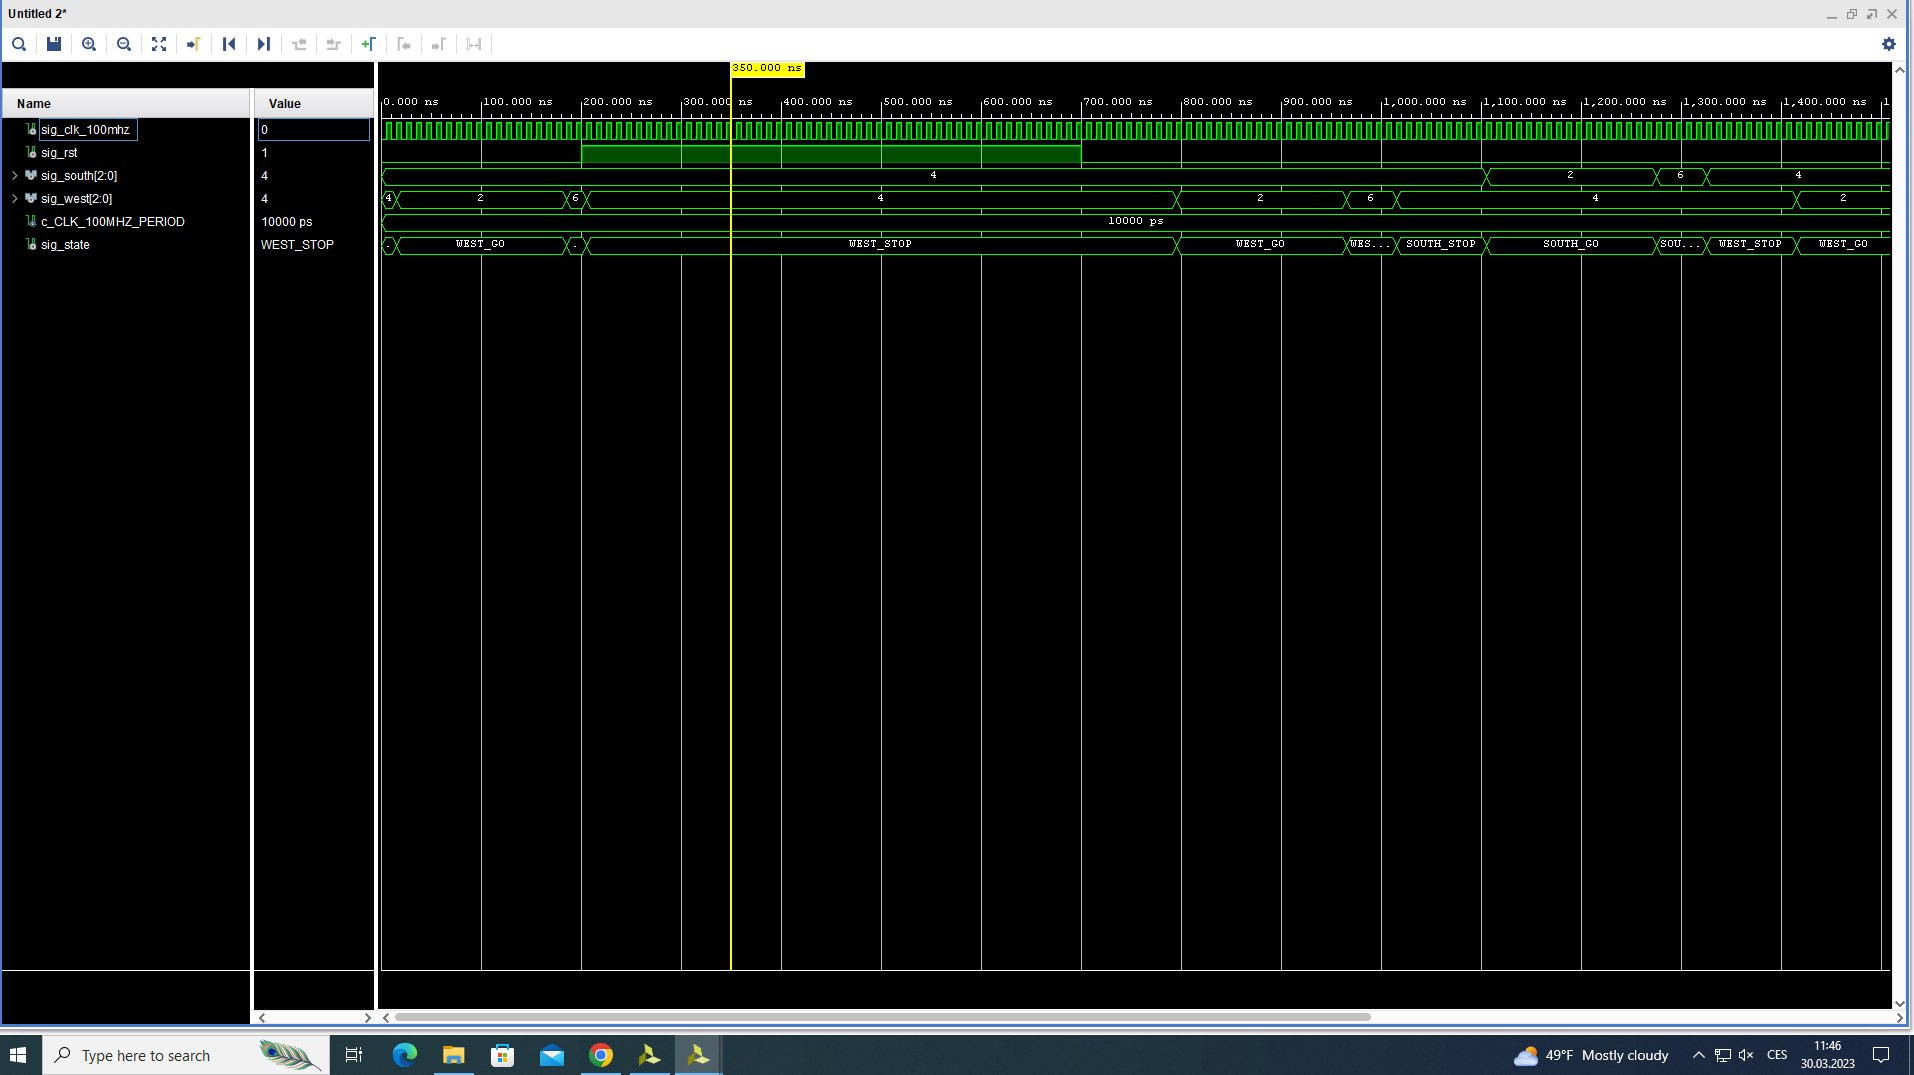 Untitled 2*
350.000 ns
Name Value
0.000 ns 100.000 ns 200.000 ns 300.000 ns 400.000 ns 500.000 ns 600.000 ns 700.000 ns 800.000 ns 900.000 ns 1,000.000 ns 1,100.000 ns 1,200.000 ns 1,300.000 ns 1,400.000 ns 1
sig_clk_100mhz 0
sig_rst 1
sig_south[2:0] 4 4 2 6 4
sig_west[2:0] 4 4 2 6 4 2 6 4 2
c_CLK_100MHZ_PERIOD 10000 ps 10000 ps
sig_state WEST_STOP . WEST_GO . WEST_STOP WEST_GO WES... SOUTH_STOP SOUTH_GO SOU... WEST_STOP WEST_GO
Type here to search 49°F Mostly cloudy CES 11:46
30.03.2023